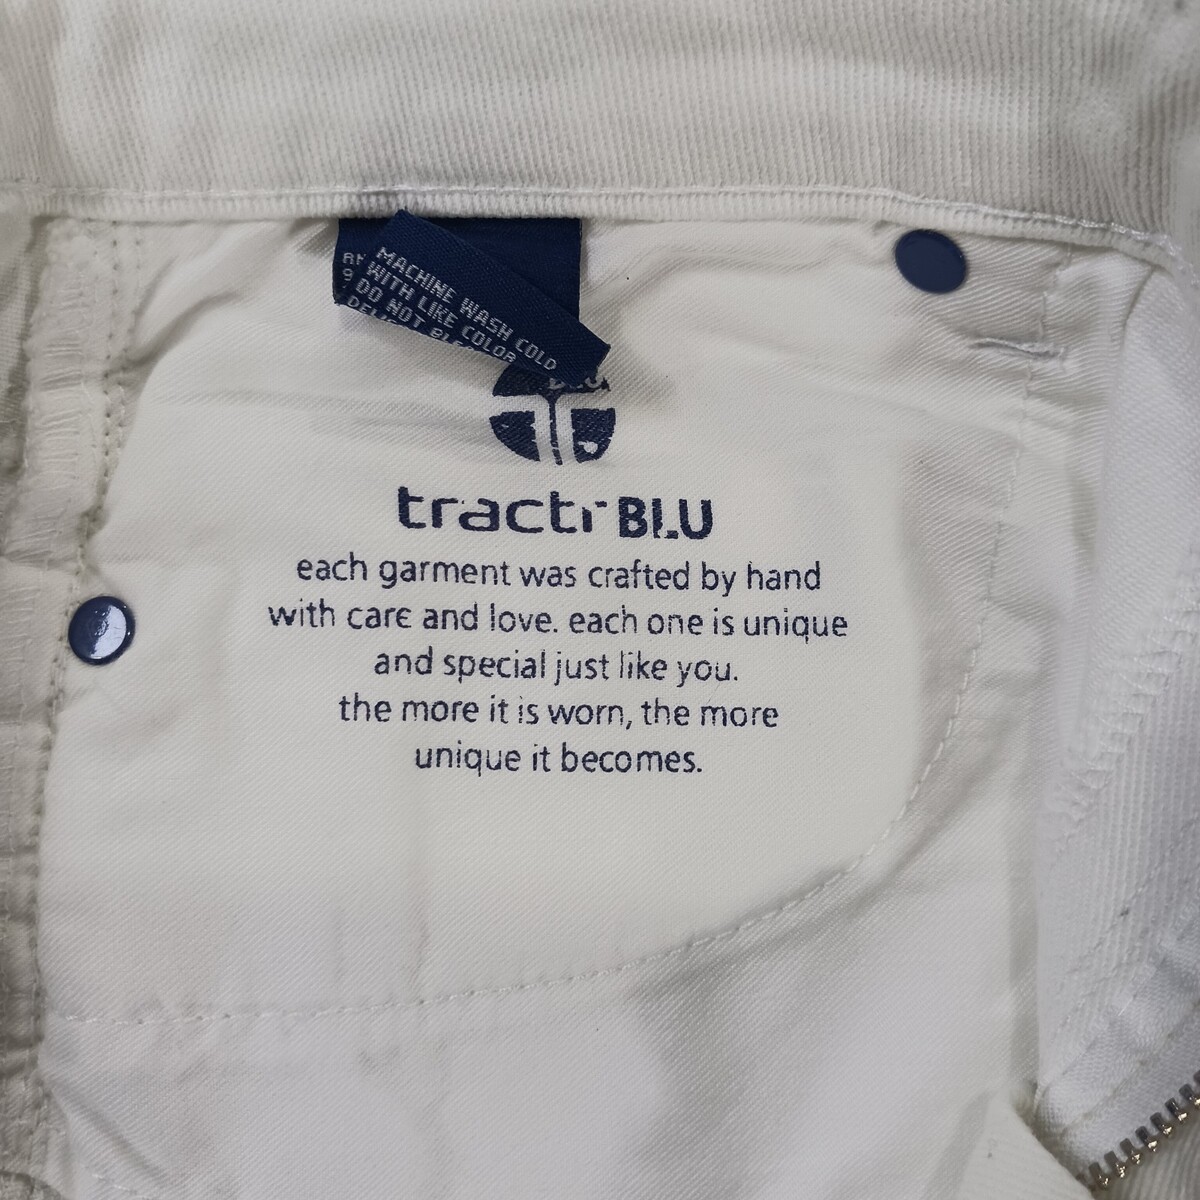 MACHINE WASH COLD
WITH LIKE COLOR
DO NOT
tractr BLU
each garment was crafted by hand
with care and love. each one is unique
and special just like you.
the more it is worn, the more
unique it becomes.